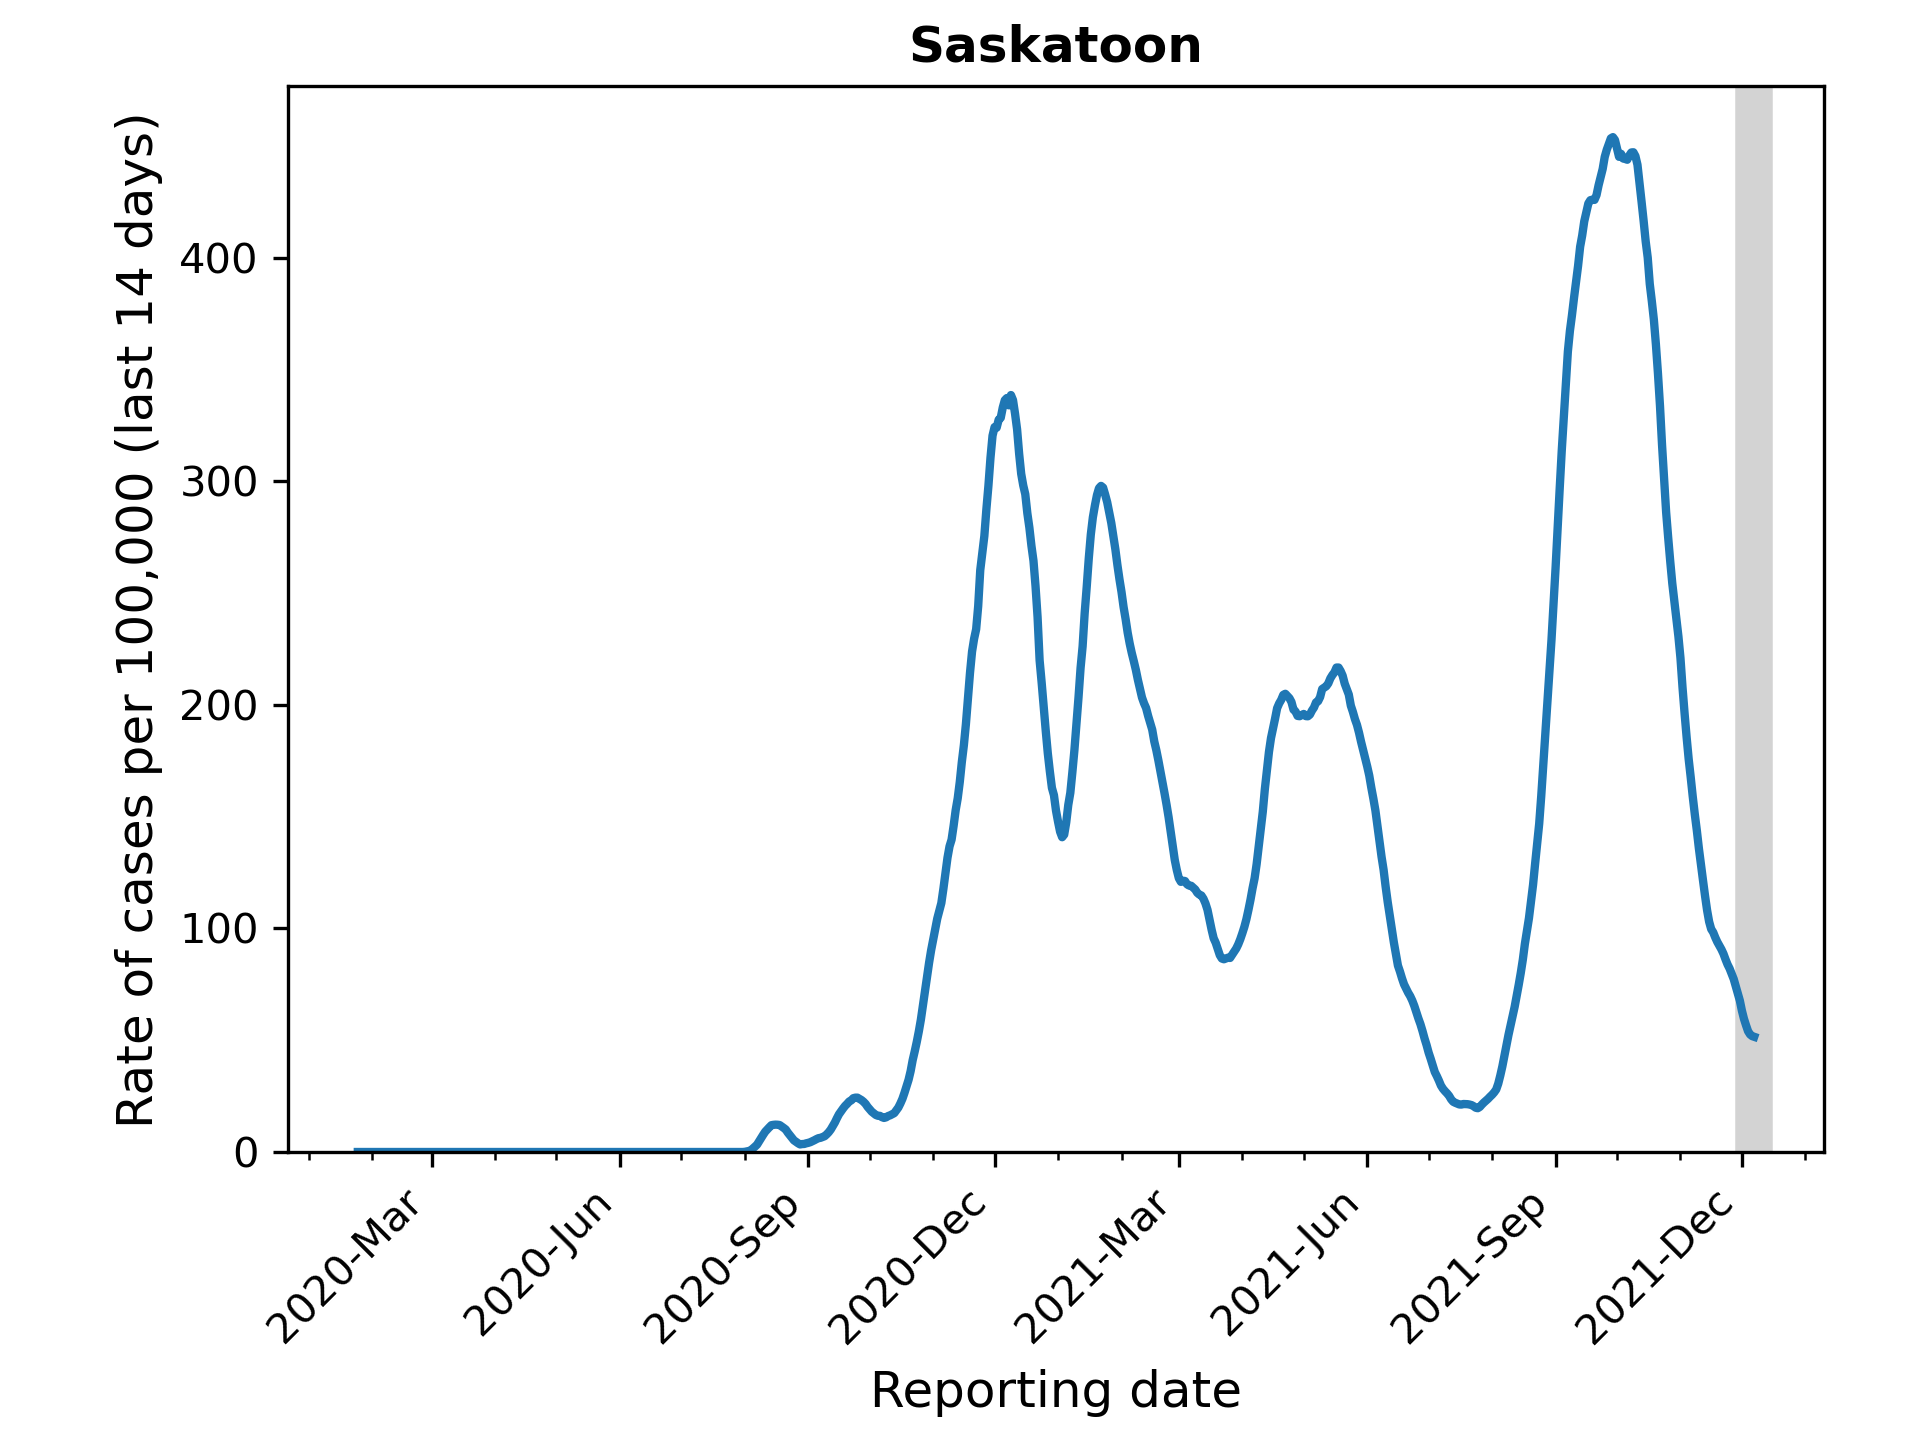 Saskatoon
Rate of cases per 100,000 (last 14 days)
400
300
200
100
0
2020-Mar
2020-Jun
2020-Sep
2020-Dec
2021-Mar
2021-Jun
2021-Sep
2021-Dec
Reporting date